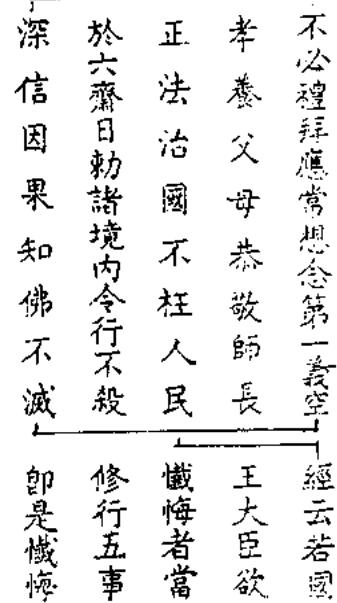 不必禮拜應常想念第一義空
孝養父母恭敬師長
正法治國不枉人民
於六齋日勅諸境內令行不殺
深信因果知佛不滅
經云若國
王大臣欲
懺悔者當
修行五事
即是懺悔